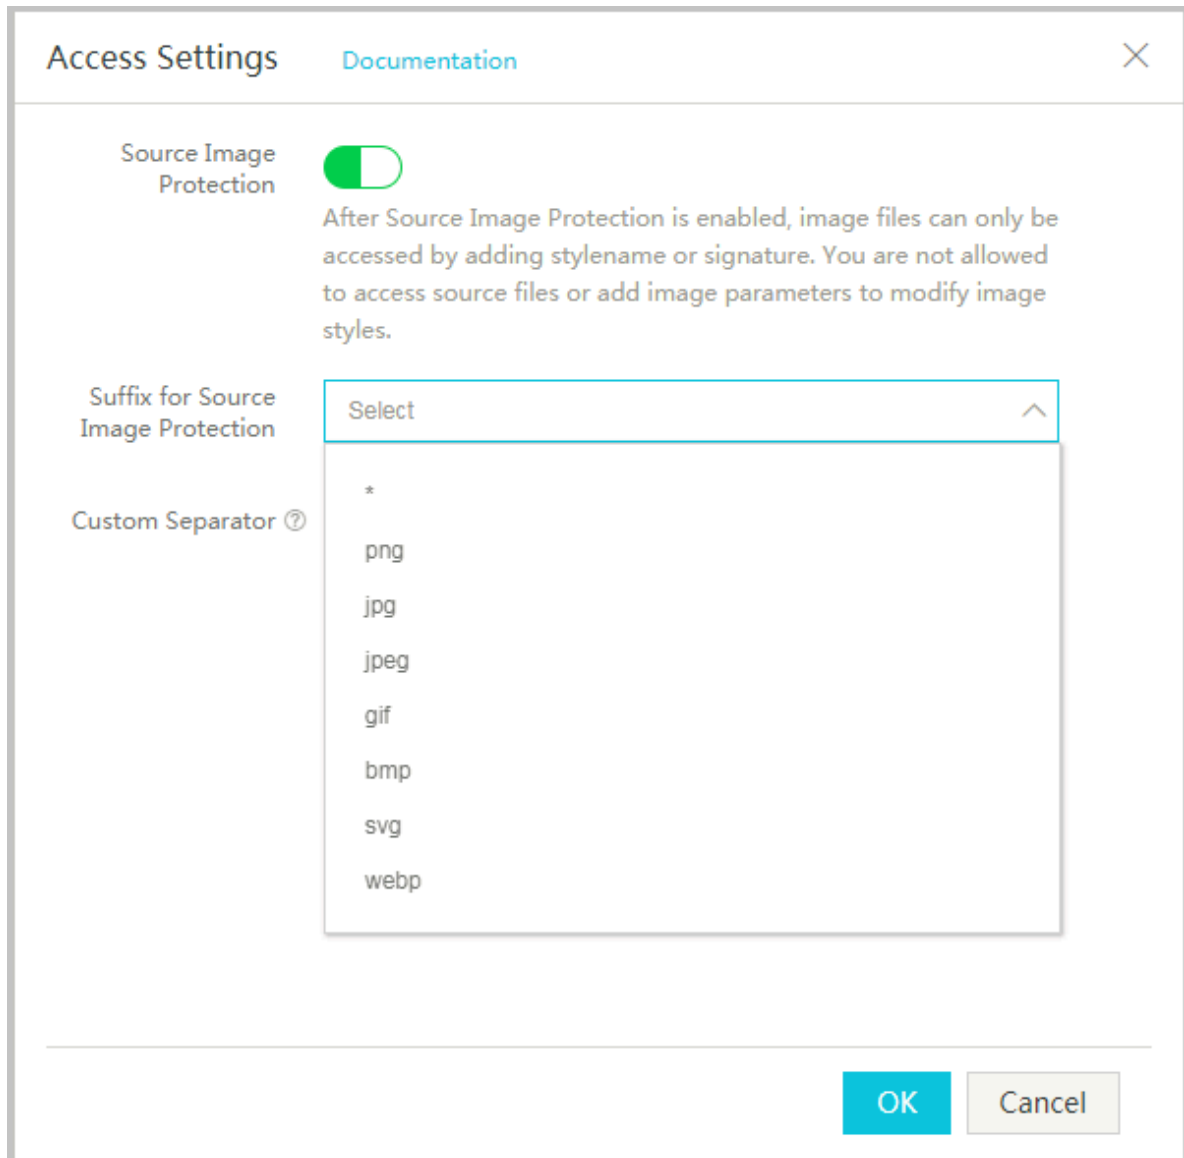 Access Settings Documentation
Source Image
Protection
After Source Image Protection is enabled, image files can only be
accessed by adding stylename or signature. You are not allowed
to access source files or add image parameters to modify image
styles.
Suffix for Source
Image Protection
Select
*
Custom Separator ?
png
jpg
jpeg
gif
bmp
svg
webp
OK Cancel